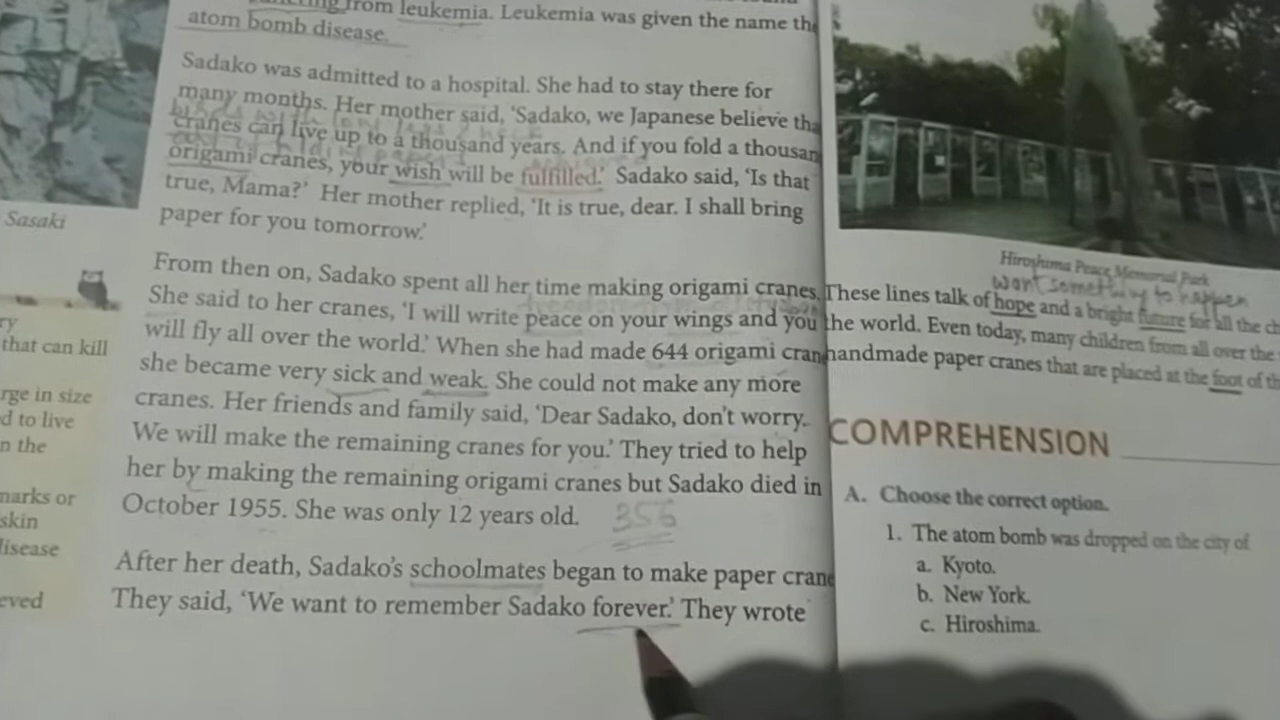 from leukemia. Leukemia was given the name the
atom bomb disease.
Sadako was admitted to a hospital. She had to stay there for
many months. Her mother said, 'Sadako, we Japanese believe tha
cranes can live up to a thousand years. And if you fold a thousan
origami cranes, your wish will be fulfilled.' Sadako said, 'Is that
true, Mama?' Her mother replied, 'It is true, dear. I shall bring
paper for you tomorrow.'
From then on, Sadako spent all her time making origami cranes.
She said to her cranes, 'I will write peace on your wings and you
will fly all over the world.' When she had made 644 origami cran
she became very sick and weak. She could not make any more
cranes. Her friends and family said, 'Dear Sadako, don't worry.
We will make the remaining cranes for you.' They tried to help
her by making the remaining origami cranes but Sadako died in
October 1955. She was only 12 years old.
356
After her death, Sadako's schoolmates began to make paper crane
They said, 'We want to remember Sadako forever.' They wrote
Sasaki
ry
that can kill
rge in size
d to live
n the
marks or
skin
disease
eved
Hiroshima Peace Memorial Park
want something to happen
These lines talk of hope and a bright future for all the ch
the world. Even today, many children from all over the
handmade paper cranes that are placed at the foot of th
COMPREHENSION
A. Choose the correct option.
1. The atom bomb was dropped on the city of
a. Kyoto.
b. New York.
c. Hiroshima.